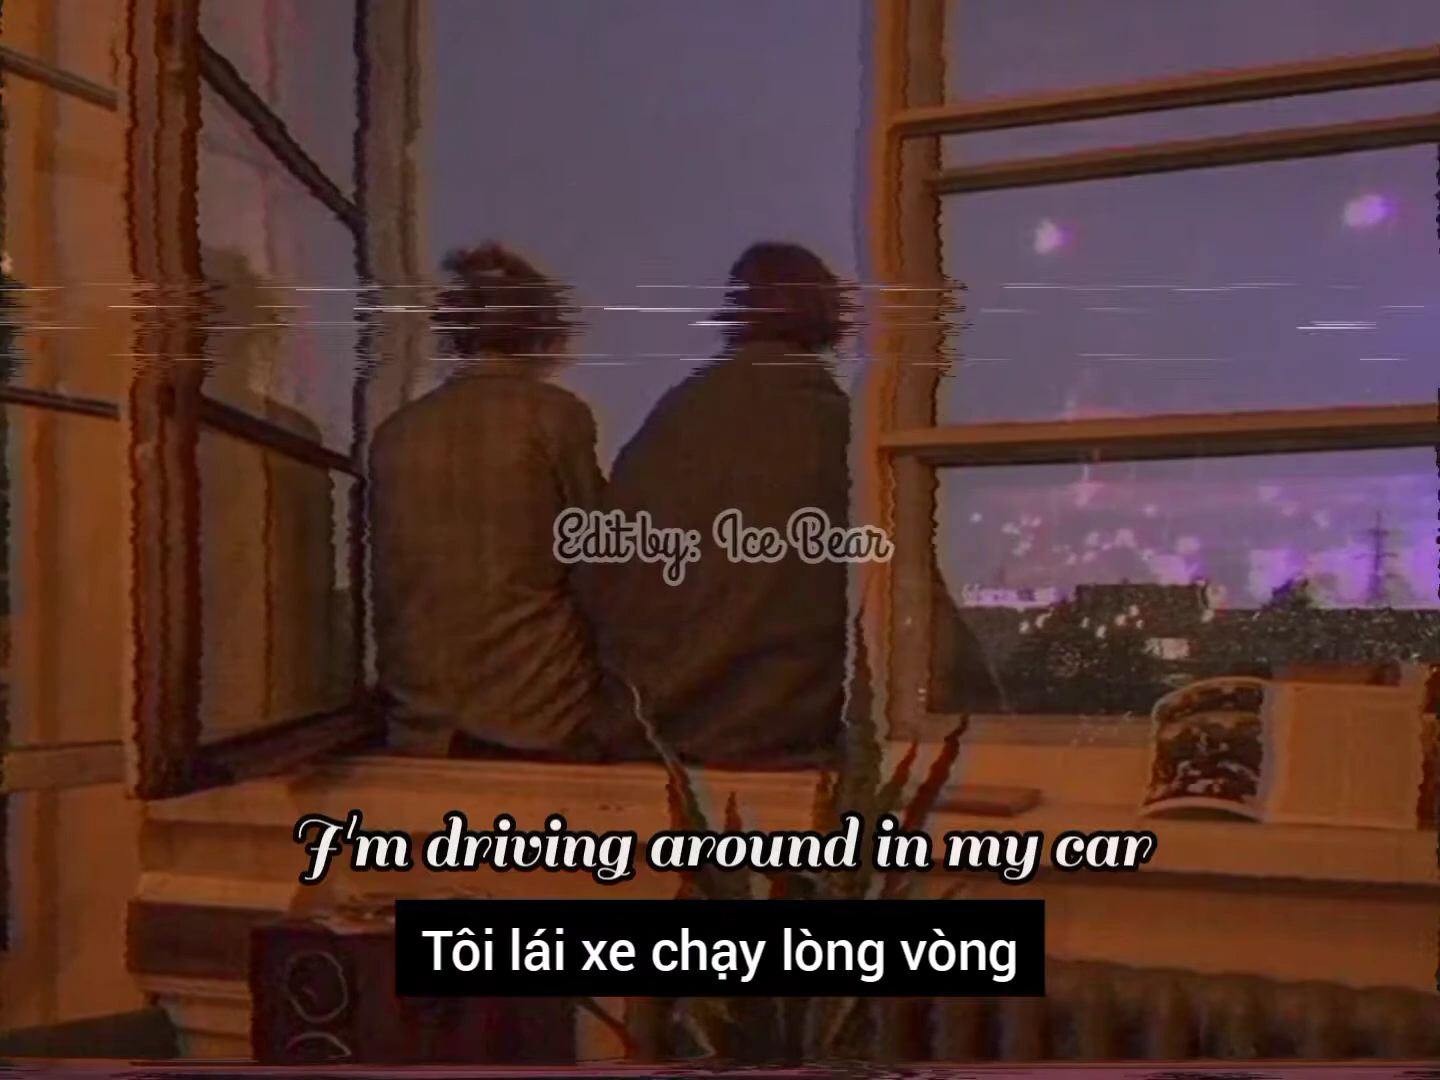 Edit by: Ice Bear
I'm driving around in my car
Tôi lái xe chạy lòng vòng